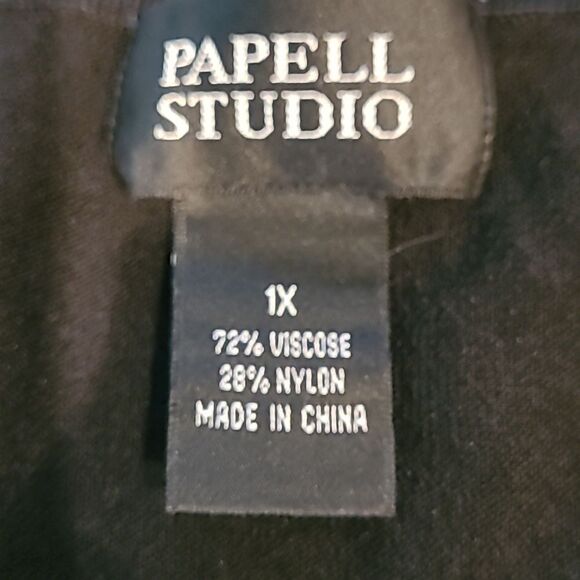 PAPELL
STUDIO
1X
72% VISCOSE
28% NYLON
MADE IN CHINA